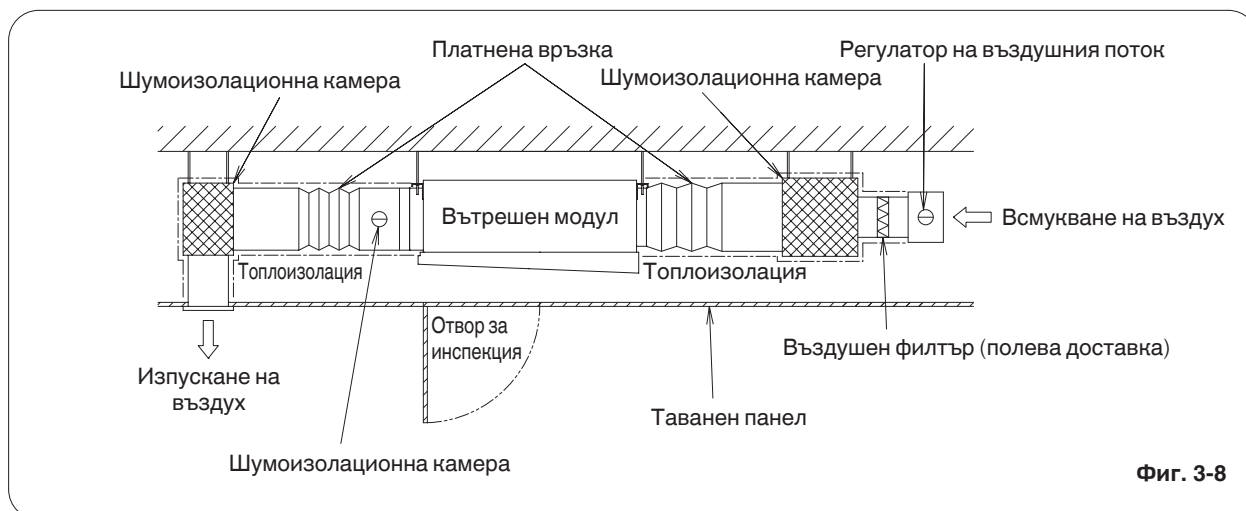 Платнена връзка
Регулатор на въздушния поток
Шумоизолационна камера
Шумоизолационна камера
Вътрешен модул
Всмукване на въздух
Топлоизолация
Топлоизолация
Отвор за
инспекция
Въздушен филтър (полева доставка)
Изпускане на
въздух
Таванен панел
Шумоизолационна камера
Фиг. 3-8